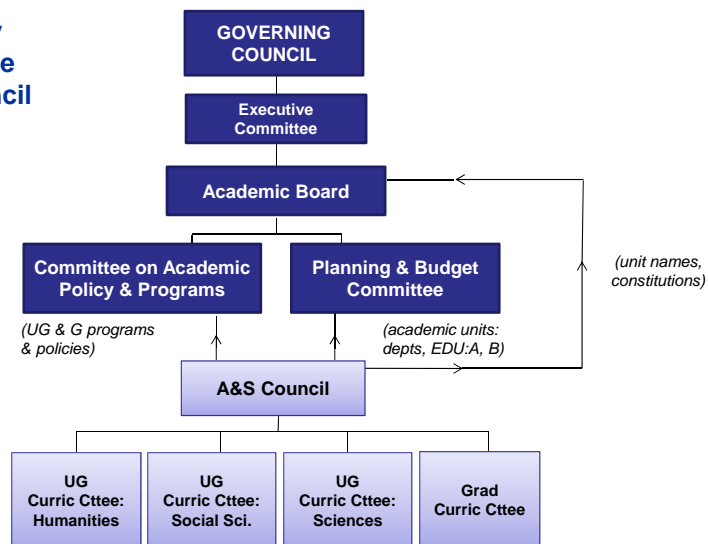 GOVERNING
COUNCIL
Executive
Committee
Academic Board
Committee on Academic
Policy & Programs
Planning & Budget
Committee
(unit names,
constitutions)
(UG & G programs
& policies)
(academic units:
depts, EDU:A, B)
A&S Council
UG
Curric Cttee:
Humanities
UG
Curric Cttee:
Social Sci.
UG
Curric Cttee:
Sciences
Grad
Curric Cttee